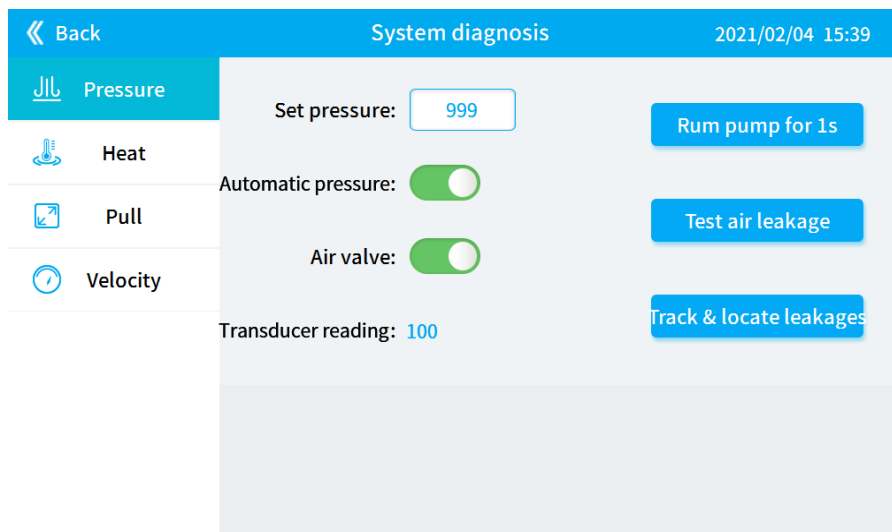 Back
System diagnosis
2021/02/04 15:39
Pressure
Heat
Pull
Velocity
Set pressure: 999
Automatic pressure:
Air valve:
Transducer reading: 100
Rum pump for 1s
Test air leakage
Track & locate leakages